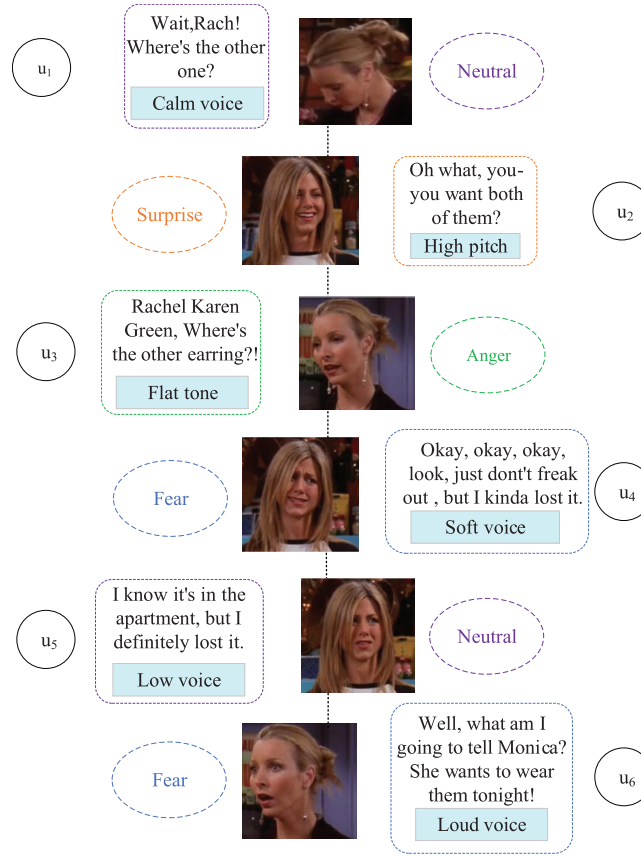 u1
Wait,Rach!
Where's the other
one?
Calm voice
Neutral
Surprise
Oh what, you-
you want both
of them?
High pitch
u2
u3
Rachel Karen
Green, Where's
the other earring?!
Flat tone
Anger
Fear
Okay, okay, okay,
look, just dont't freak
out , but I kinda lost it.
Soft voice
u4
u5
I know it's in the
apartment, but I
definitely lost it.
Low voice
Neutral
Fear
Well, what am I
going to tell Monica?
She wants to wear
them tonight!
Loud voice
u6